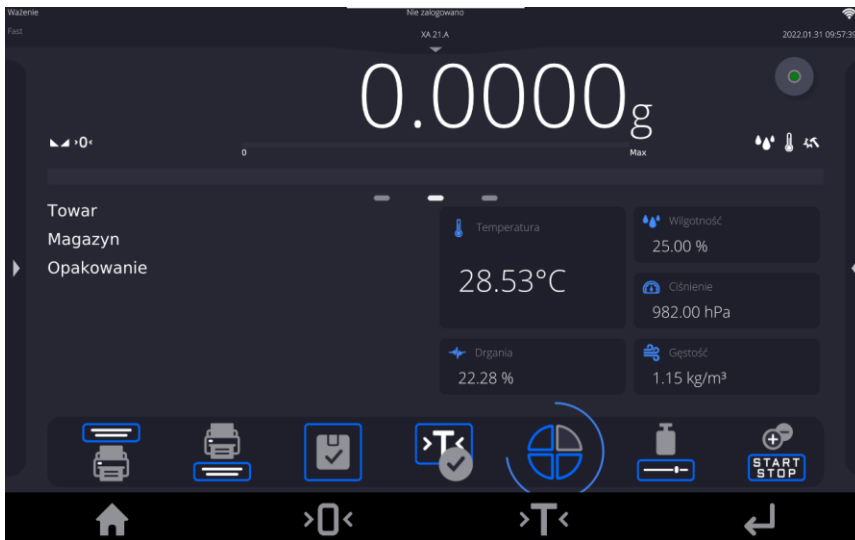 Ważenie
Nie zalogowano
Fast
XA 21.A
2022.01.31 09:57:39
0.0000g
>0<
0
Max
Towar
Magazyn
Opakowanie
Temperatura
28.53°C
Wilgotność
25.00 %
Ciśnienie
982.00 hPa
Drgania
22.28 %
Gęstość
1.15 kg/m³
>T<
START
STOP
>0<
>T<